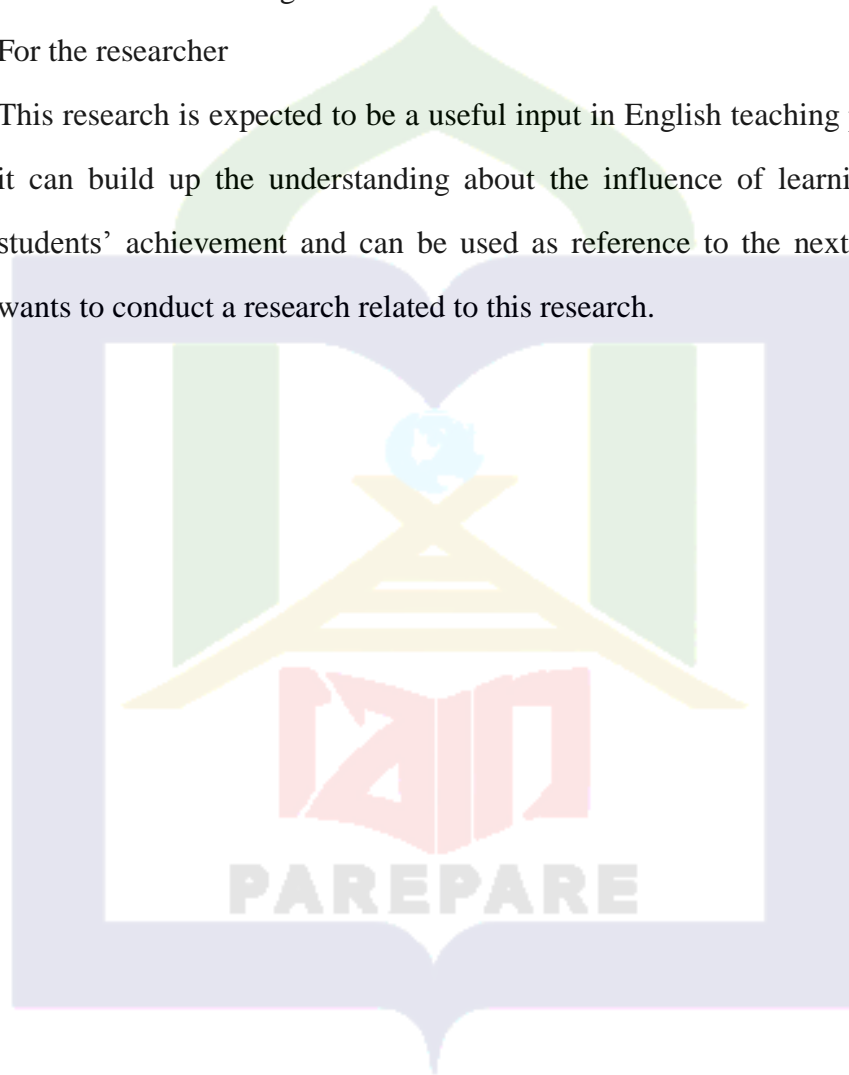 For the researcher
This research is expected to be a useful input in English teaching
it can build up the understanding about the influence of
students’ achievement and can be used as reference to the next
wants to conduct a research related to this research.
iain
PAREPARE